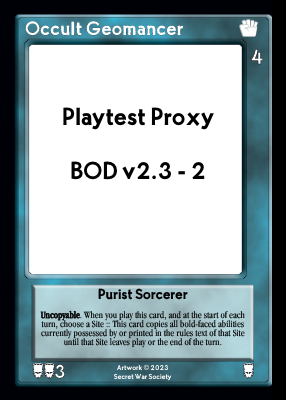 Occult Geomancer
4
Playtest Proxy
BOD v2.3 - 2
Purist Sorcerer
Uncopyable. When you play this card, and at the start of each
turn, choose a Site :: This card copies all bold-faced abilities
currently possessed by or printed in the rules text of that Site
until that Site leaves play or the end of the turn.
3
Artwork © 2023
Secret War Society